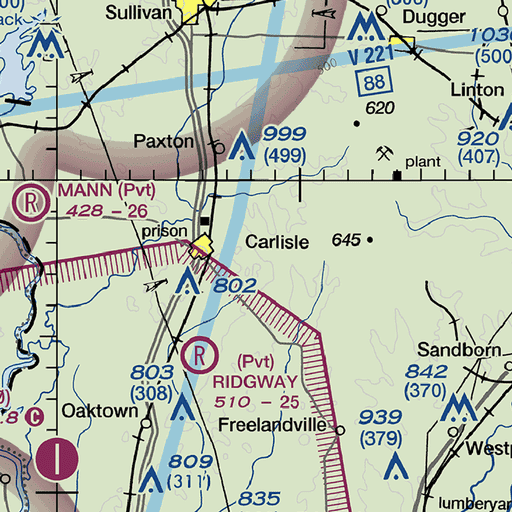 Sullivan
Dugger
V 221
88
1030
(500
Linton
500
620
Paxton
999
(499)
920
(407)
plant
R
MANN (Pvt)
428 - 26
prison
Carlisle
645
802
R
(Pvt)
RIDGWAY
510 - 25
803
(308)
Oaktown
Sandborn
842
(370)
939
(379)
Freelandville
C
I
809
(311)
835
Westp
lumberyar